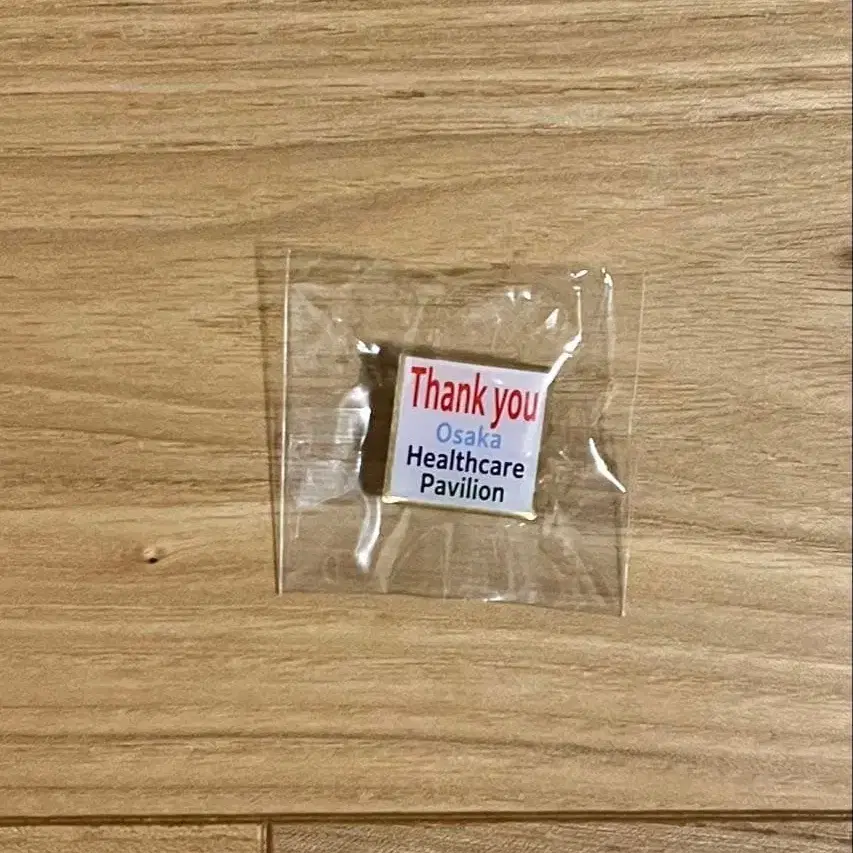 Thank you
Osaka
Healthcare
Pavilion